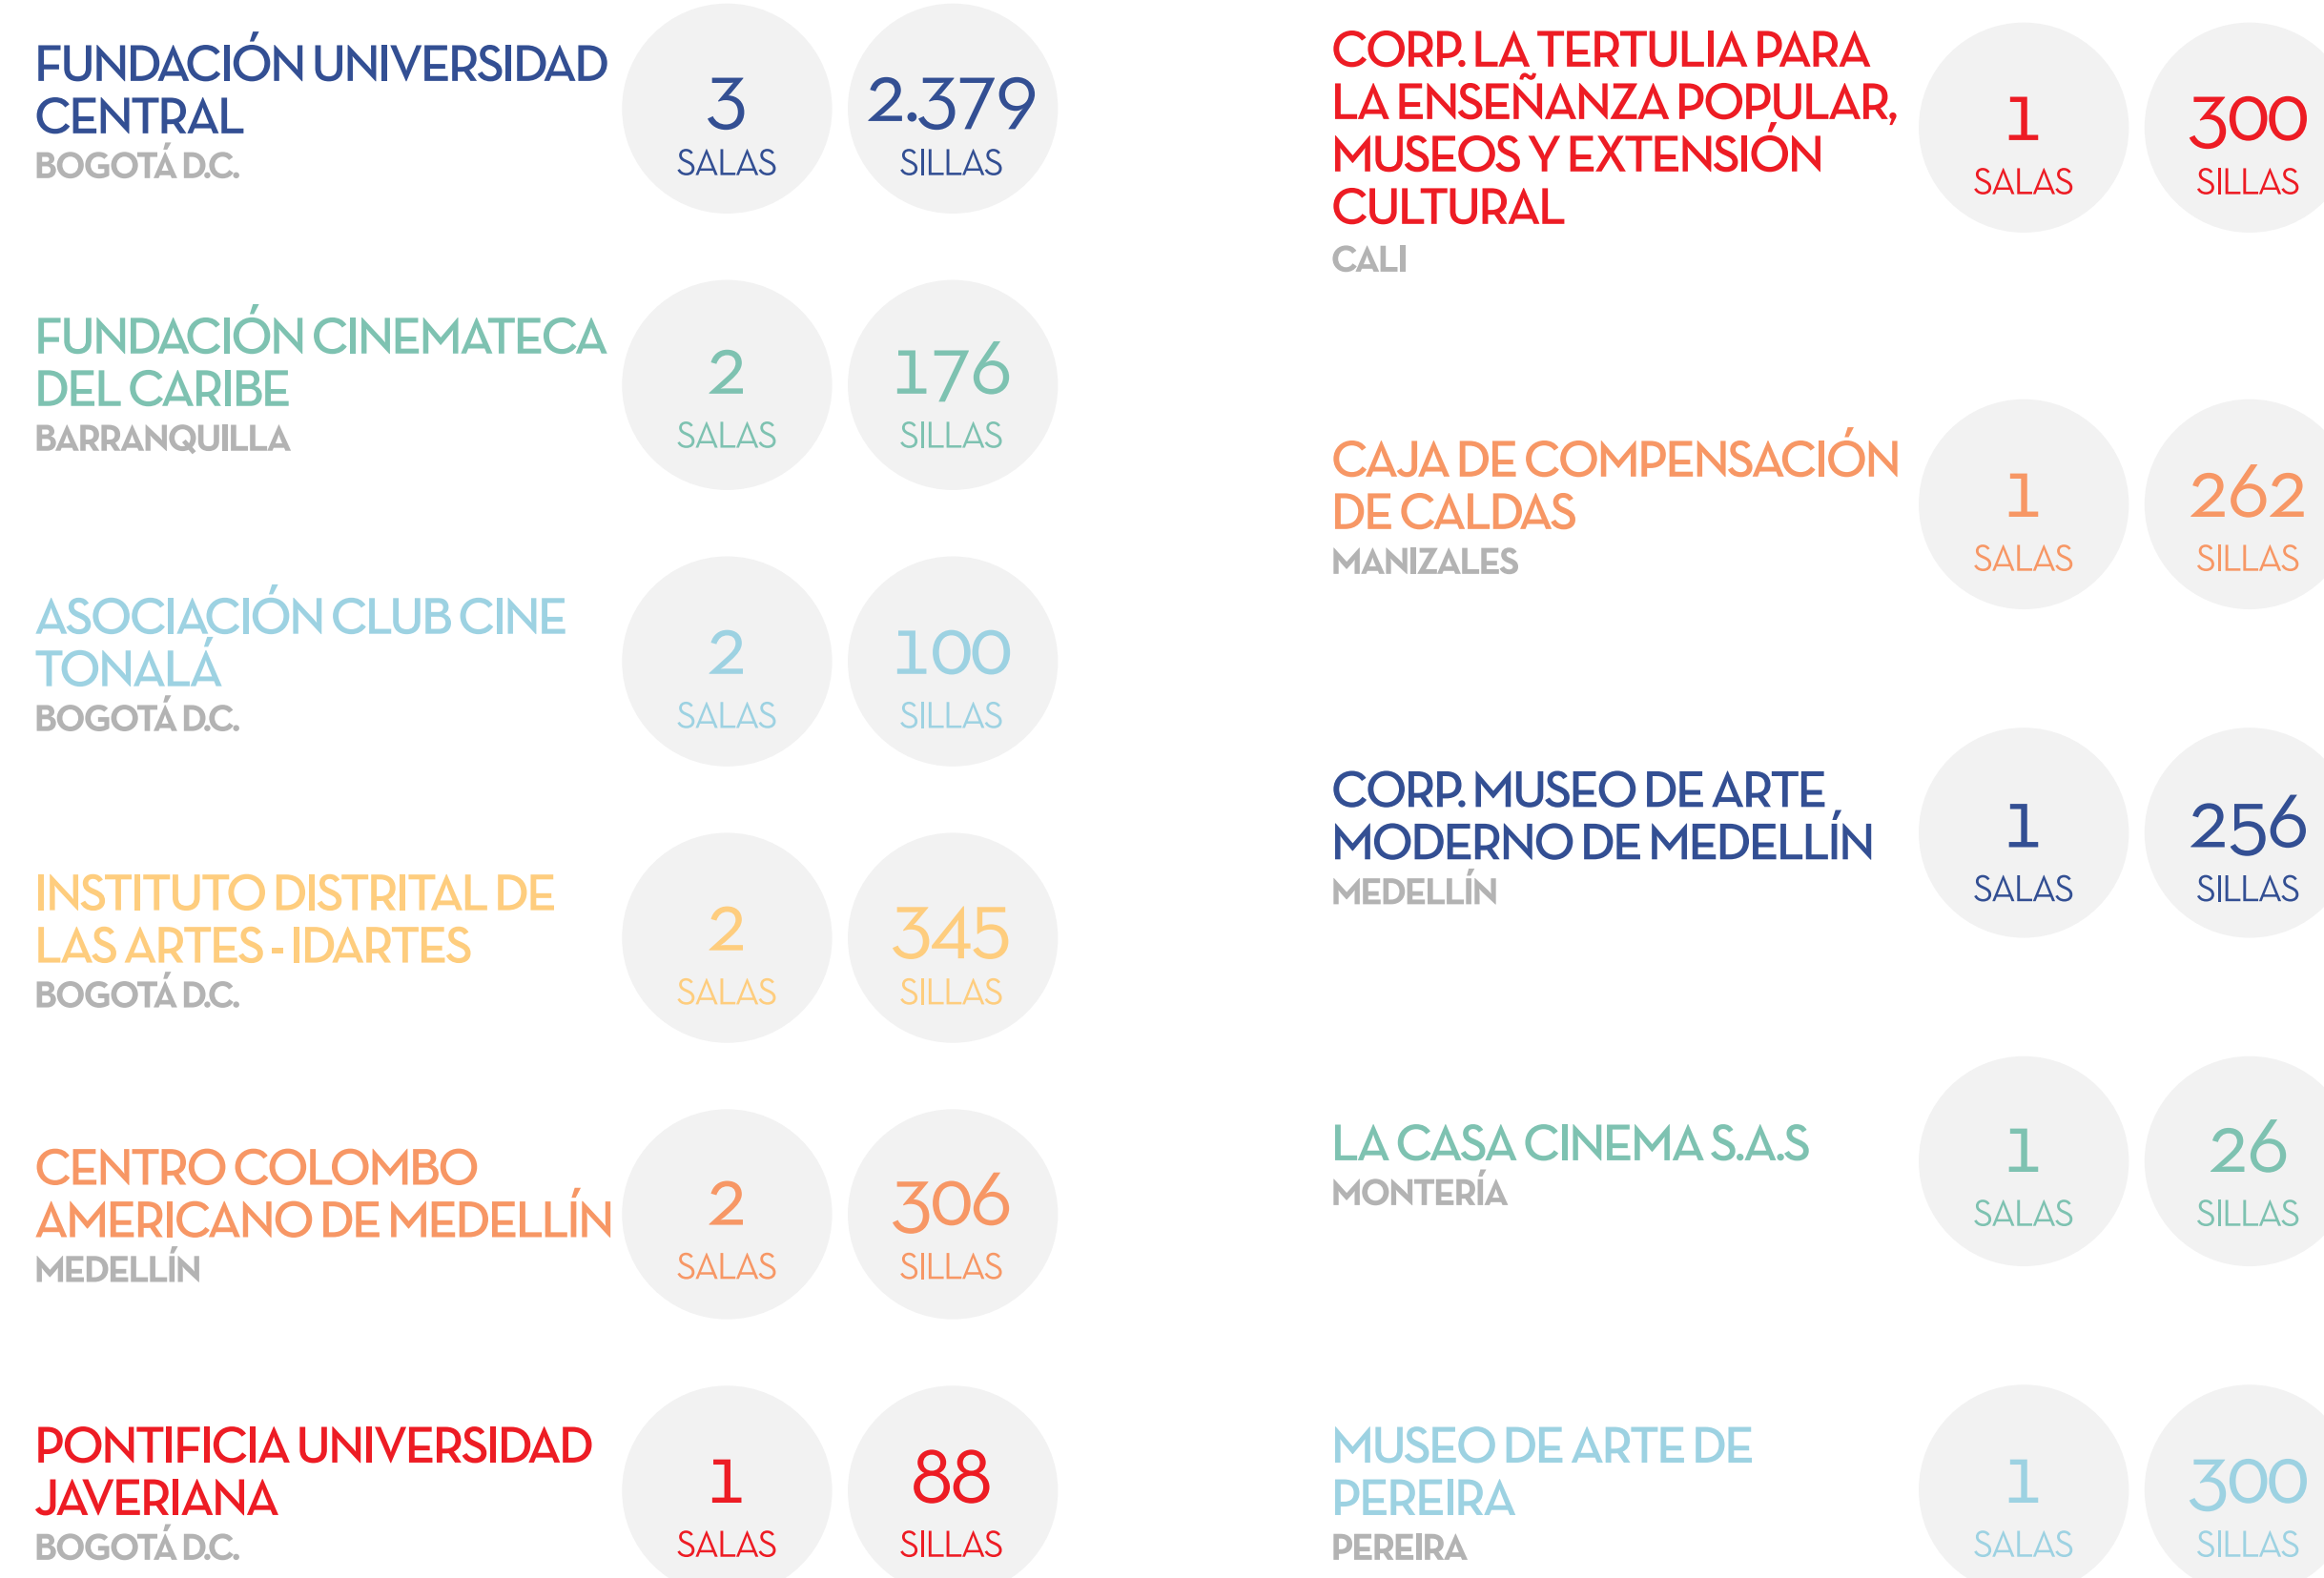 FUNDACIÓN UNIVERSIDAD
CENTRAL
BOGOTÁ D.C.
3
SALAS
2.379
SILLAS
FUNDACIÓN CINEMATECA
DEL CARIBE
BARRANQUILLA
2
SALAS
176
SILLAS
ASOCIACIÓN CLUB CINE
TONALÁ
BOGOTÁ D.C.
2
SALAS
100
SILLAS
INSTITUTO DISTRITAL DE
LAS ARTES - IDARTES
BOGOTÁ D.C.
2
SALAS
345
SILLAS
CENTRO COLOMBO
AMERICANO DE MEDELLÍN
MEDELLÍN
2
SALAS
306
SILLAS
PONTIFICIA UNIVERSIDAD
JAVERIANA
BOGOTÁ D.C.
1
SALAS
88
SILLAS
CORP. LA TERTULIA PARA
LA ENSEÑANZA POPULAR,
MUSEOS Y EXTENSIÓN
CULTURAL
CALI
1
SALAS
300
SILLAS
CAJA DE COMPENSACIÓN
DE CALDAS
MANIZALES
1
SALAS
262
SILLAS
CORP. MUSEO DE ARTE
MODERNO DE MEDELLÍN
MEDELLÍN
1
SALAS
256
SILLAS
LA CASA CINEMA S.A.S
MONTERÍA
1
SALAS
26
SILLAS
MUSEO DE ARTE DE
PEREIRA
PEREIRA
1
SALAS
300
SILLAS